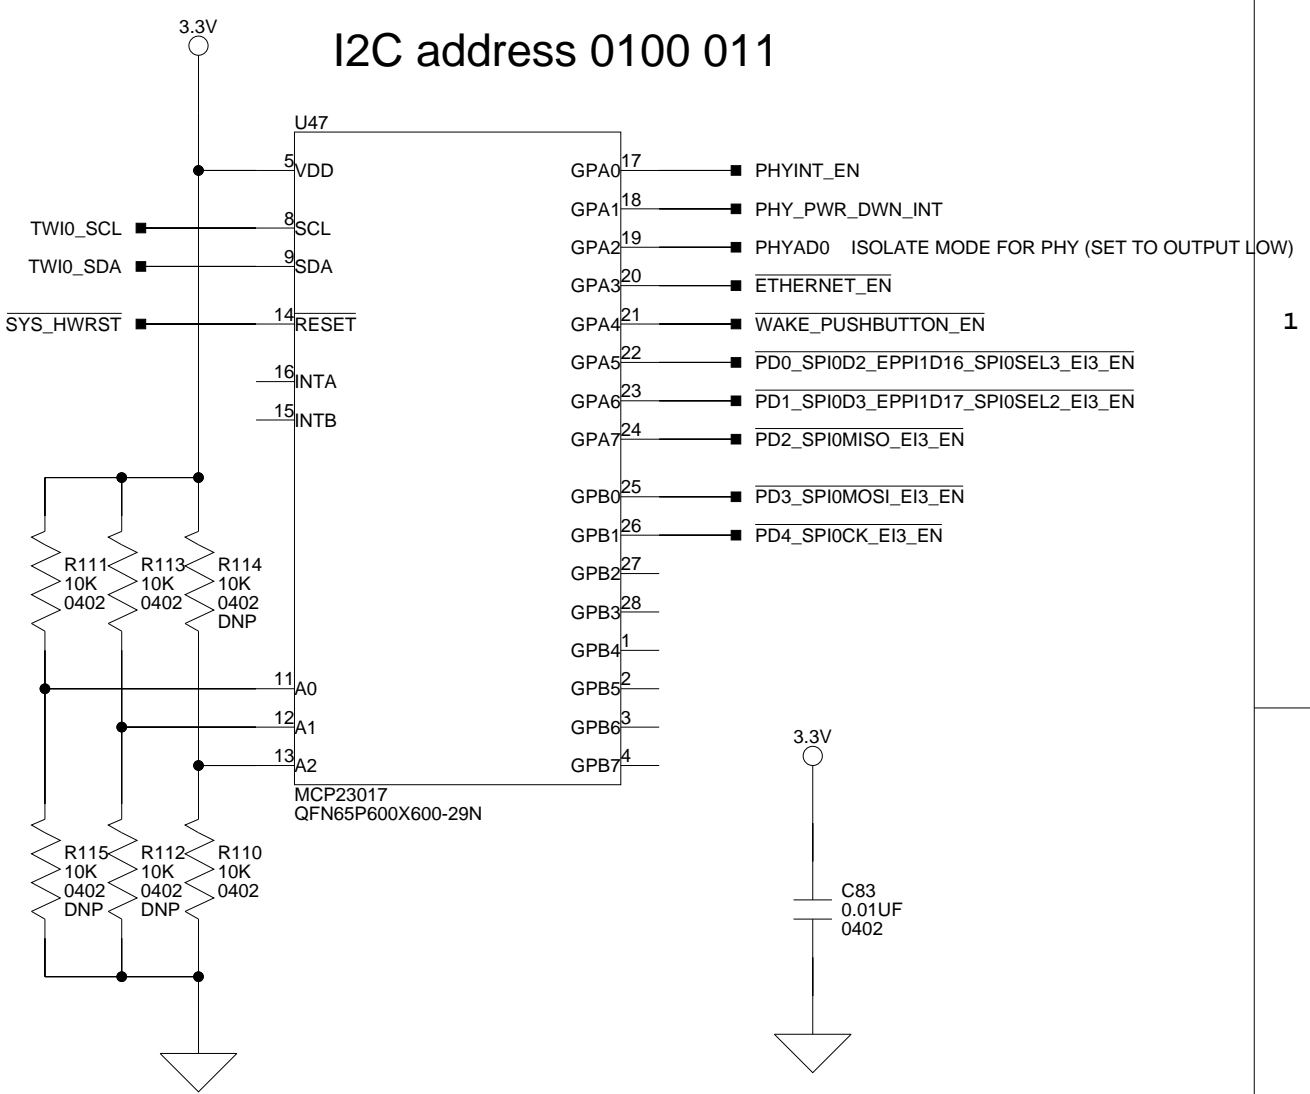 3.3V
I2C address 0100 011
U47
5
VDD
TWI0_SCL
8
SCL
TWI0_SDA
9
SDA
SYS_HWRST
14
RESET
16
INTA
15
INTB
GPA0
17
PHYINT_EN
GPA1
18
PHY_PWR_DWN_INT
GPA2
19
PHYAD0 ISOLATE MODE FOR PHY (SET TO OUTPUT LOW)
GPA3
20
ETHERNET_EN
GPA4
21
WAKE_PUSHBUTTON_EN
1
GPA5
22
PD0_SPI0D2_EPPI1D16_SPI0SEL3_EI3_EN
GPA6
23
PD1_SPI0D3_EPPI1D17_SPI0SEL2_EI3_EN
GPA7
24
PD2_SPI0MISO_EI3_EN
GPB0
25
PD3_SPI0MOSI_EI3_EN
GPB1
26
PD4_SPI0CK_EI3_EN
GPB2
27
GPB3
28
GPB4
1
GPB5
2
GPB6
3
GPB7
4
R111
10K
0402
R113
10K
0402
R114
10K
0402
DNP
11
A0
12
A1
13
A2
MCP23017
QFN65P600X600-29N
R115
10K
0402
DNP
R112
10K
0402
DNP
R110
10K
0402
3.3V
C83
0.01UF
0402